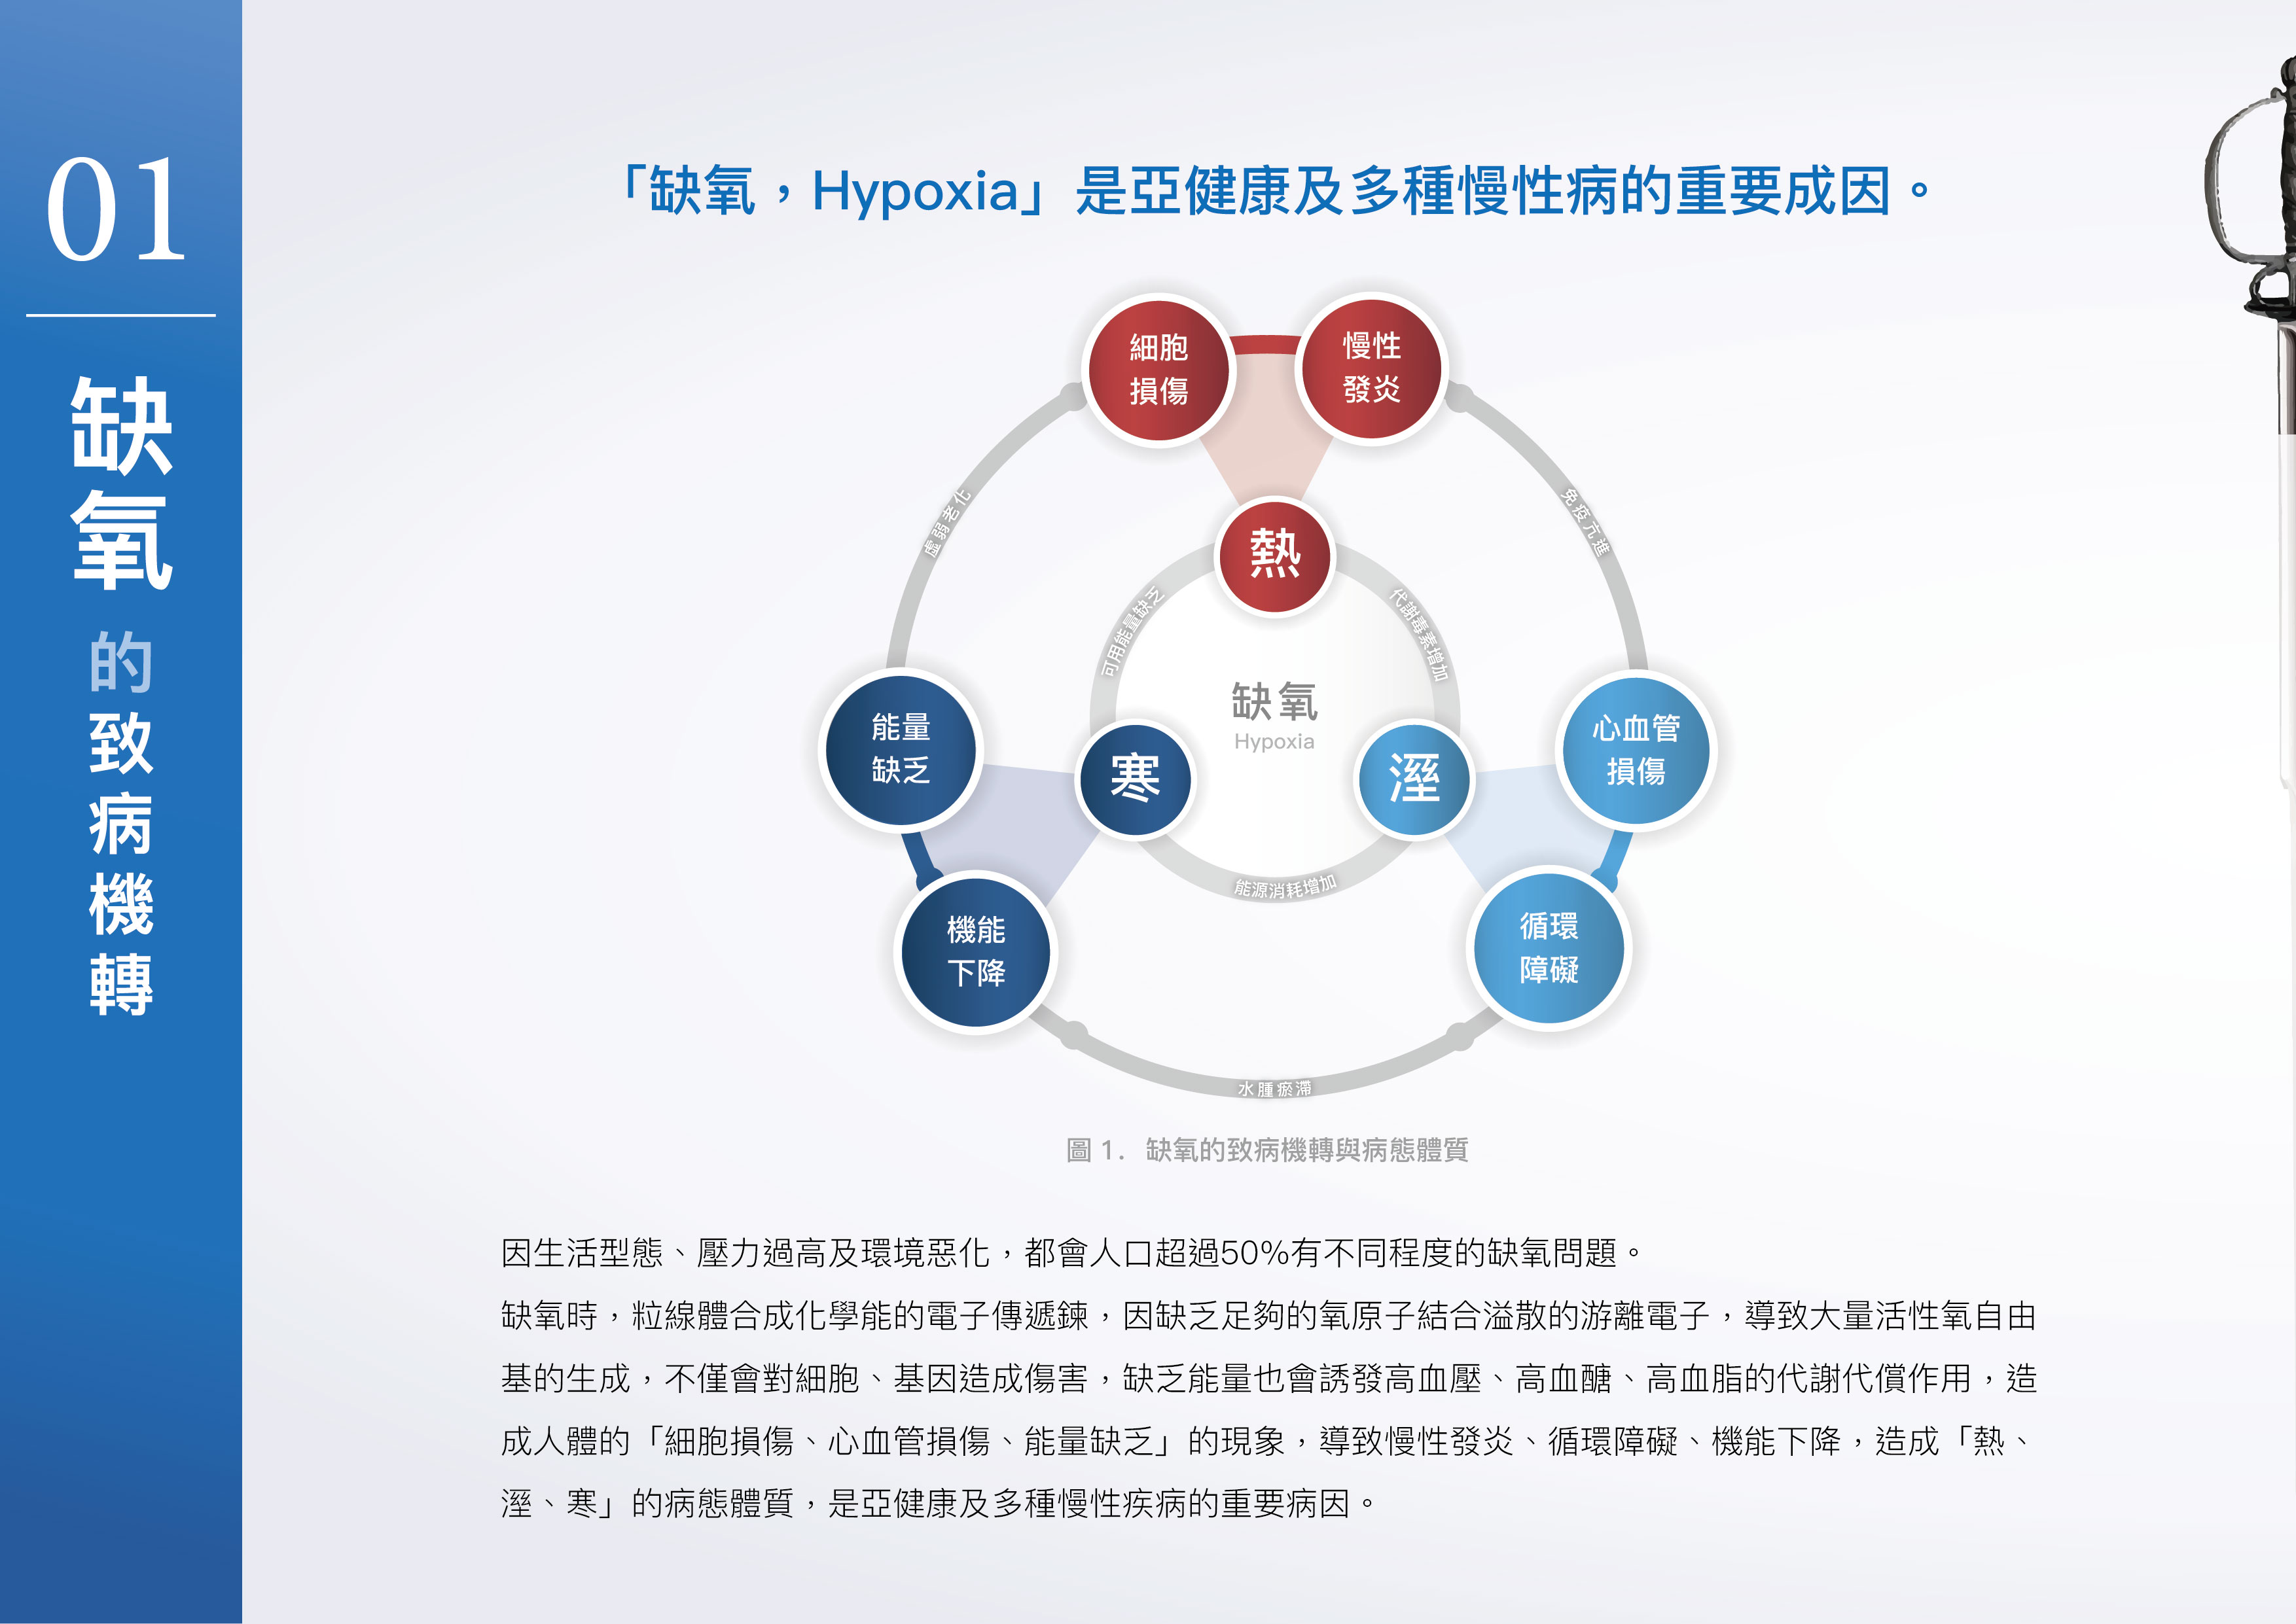 01
缺氧的致病機轉
「缺氧，Hypoxia」是亞健康及多種慢性病的重要成因。
細胞
損傷
慢性
發炎
虛弱老化
免疫亢進
熱
可用能量缺乏
代謝毒素增加
缺氧
Hypoxia
能量
缺乏
寒
溼
心血管
損傷
能源消耗增加
機能
下降
循環
障礙
水腫瘀滯
圖 1. 缺氧的致病機轉與病態體質
因生活型態、壓力過高及環境惡化，都會人口超過50%有不同程度的缺氧問題。
缺氧時，粒線體合成化學能的電子傳遞鍊，因缺乏足夠的氧原子結合溢散的游離電子，導致大量活性氧自由
基的生成，不僅會對細胞、基因造成傷害，缺乏能量也會誘發高血壓、高血醣、高血脂的代謝代償作用，造
成人體的「細胞損傷、心血管損傷、能量缺乏」的現象，導致慢性發炎、循環障礙、機能下降，造成「熱、
溼、寒」的病態體質，是亞健康及多種慢性疾病的重要病因。